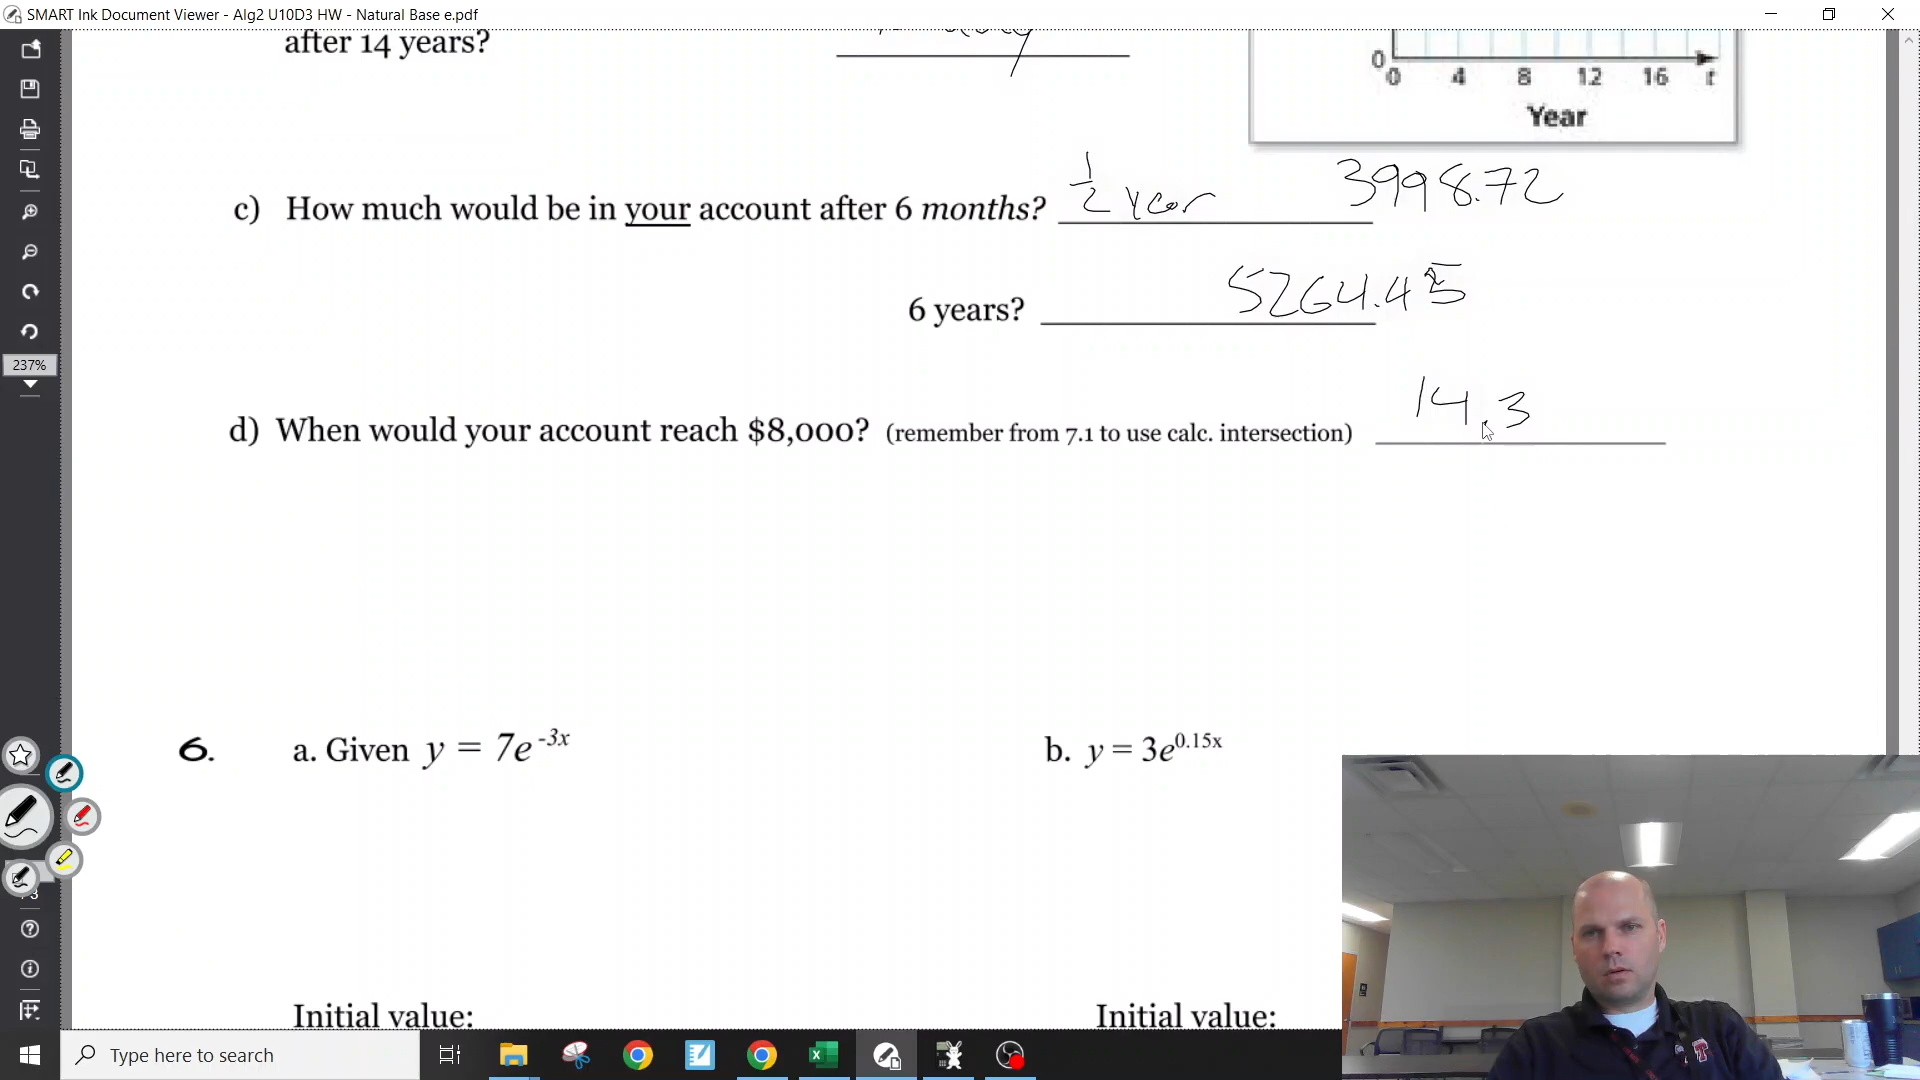 SMART Ink Document Viewer - Alg2 U10D3 HW - Natural Base e.pdf
after 14 years?
0
0 4 8 12 16 t
Year
c) How much would be in your account after 6 months? 1/2 year 3998.72
6 years? 5264.45
d) When would your account reach $8,000? (remember from 7.1 to use calc. intersection) 14.3
237%
6. a. Given y = 7e^-3x b. y = 3e^0.15x
Initial value: Initial value:
Type here to search